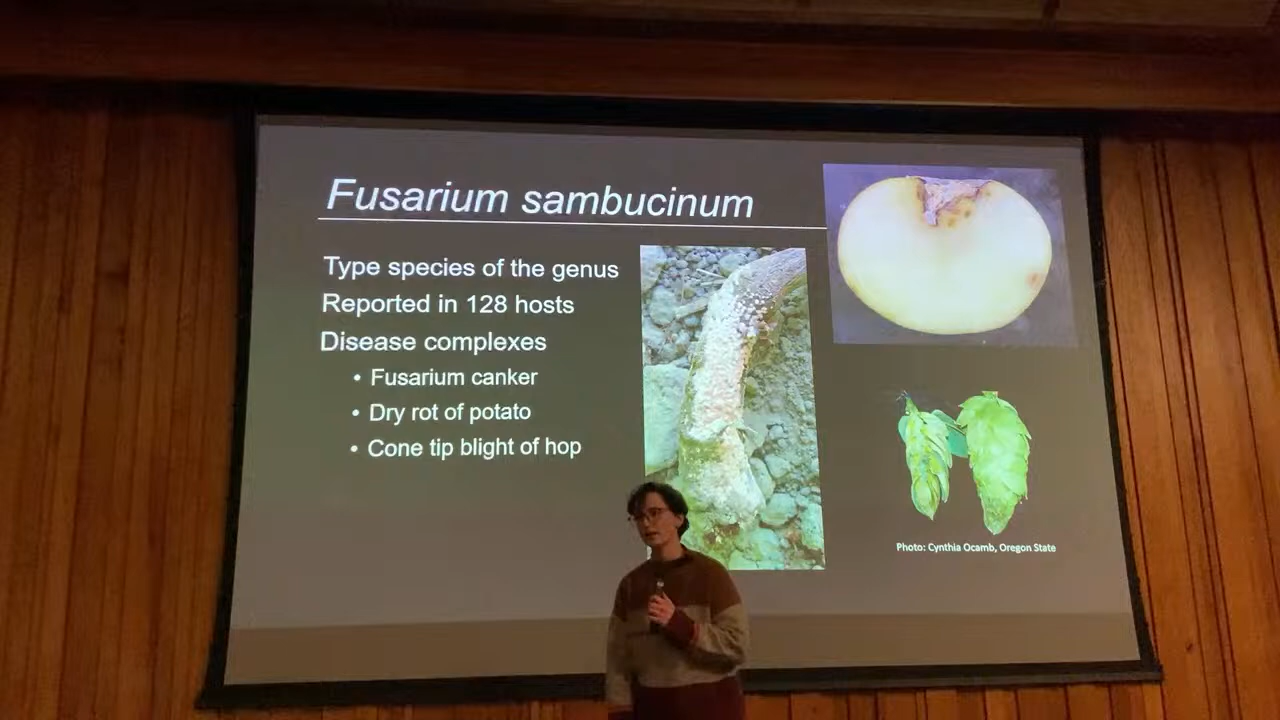 Fusarium sambucinum
Type species of the genus
Reported in 128 hosts
Disease complexes
• Fusarium canker
• Dry rot of potato
• Cone tip blight of hop
Photo: Cynthia Ocamb, Oregon State